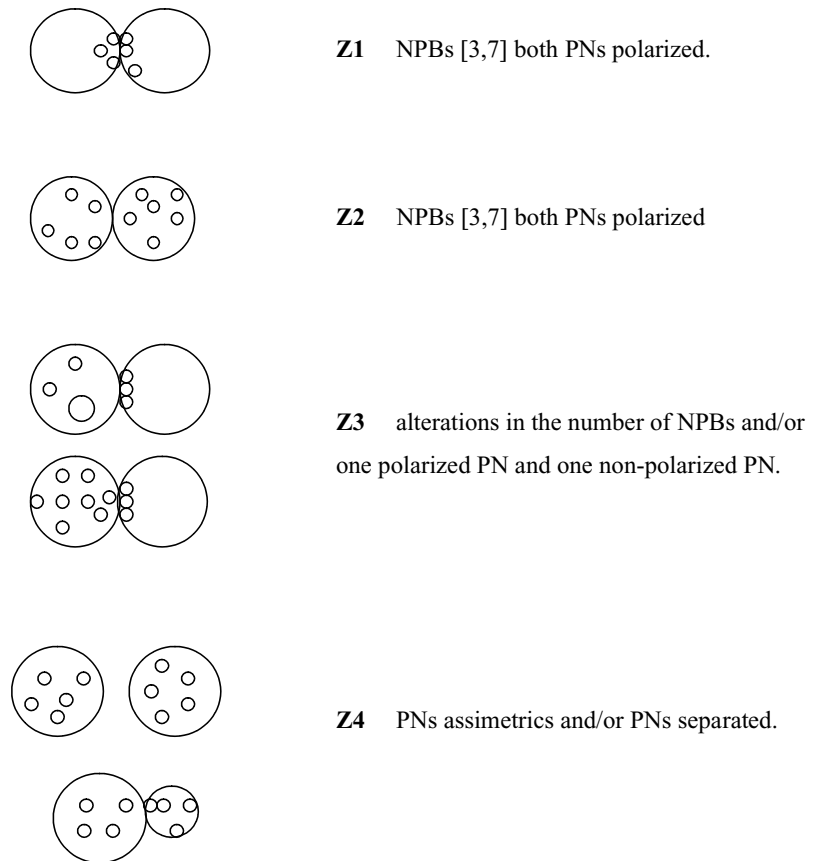 Z1 NPBs [3,7] both PNs polarized.
Z2 NPBs [3,7] both PNs polarized
Z3 alterations in the number of NPBs and/or
one polarized PN and one non-polarized PN.
Z4 PNs assimetrics and/or PNs separated.